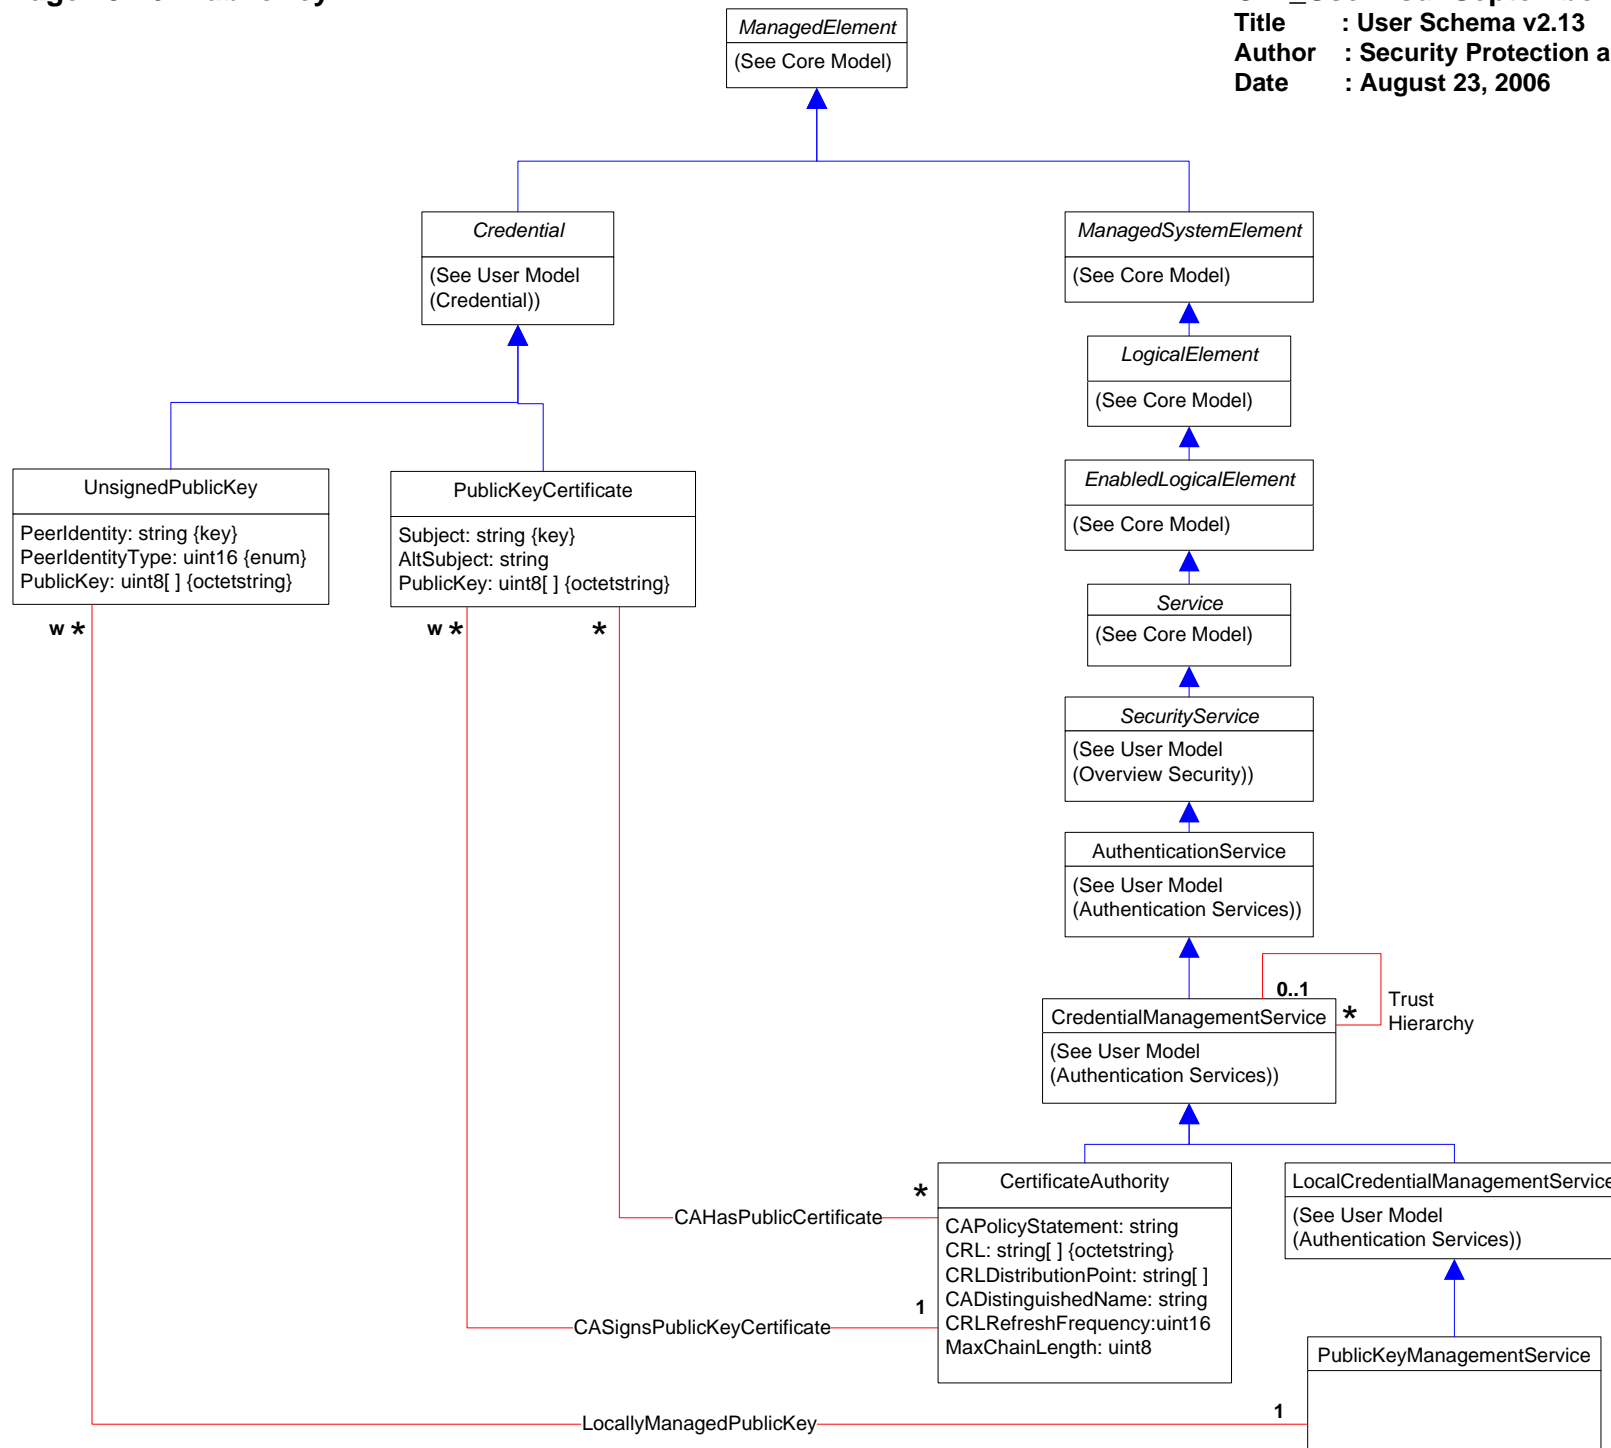 ManagedElement
(See Core Model)
Title : User Schema v2.13
Author : Security Protection a
Date : August 23, 2006
Credential
(See User Model
(Credential))
ManagedSystemElement
(See Core Model)
LogicalElement
(See Core Model)
EnabledLogicalElement
(See Core Model)
UnsignedPublicKey
PeerIdentity: string {key}
PeerIdentityType: uint16 {enum}
PublicKey: uint8[ ] {octetstring}
PublicKeyCertificate
Subject: string {key}
AltSubject: string
PublicKey: uint8[ ] {octetstring}
w *
w *
*
Service
(See Core Model)
SecurityService
(See User Model
(Overview Security))
AuthenticationService
(See User Model
(Authentication Services))
0..1
*
Trust
Hierarchy
CredentialManagementService
(See User Model
(Authentication Services))
CertificateAuthority
CAPolicyStatement: string
CRL: string[ ] {octetstring}
CRLDistributionPoint: string[ ]
CADistinguishedName: string
CRLRefreshFrequency:uint16
MaxChainLength: uint8
LocalCredentialManagementService
(See User Model
(Authentication Services))
*
CAHasPublicCertificate
1
CASignsPublicKeyCertificate
PublicKeyManagementService
LocallyManagedPublicKey
1